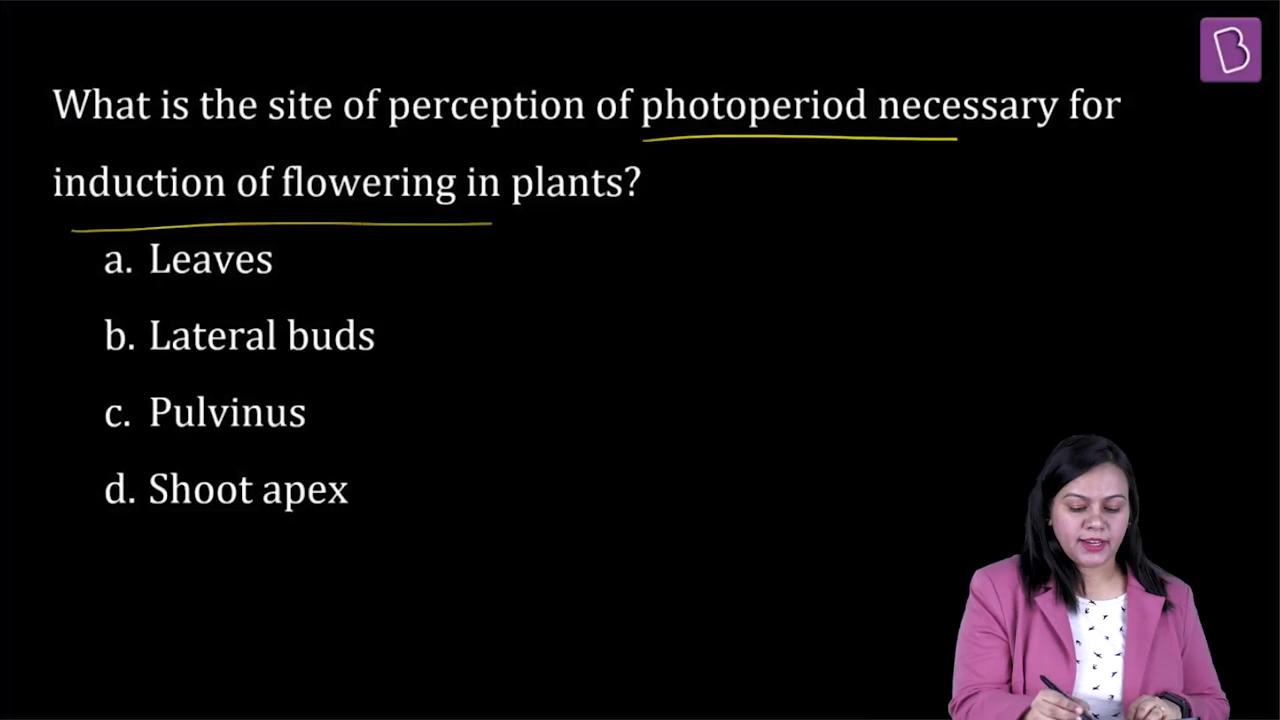 What is the site of perception of photoperiod necessary for
induction of flowering in plants?
a. Leaves
b. Lateral buds
c. Pulvinus
d. Shoot apex
B